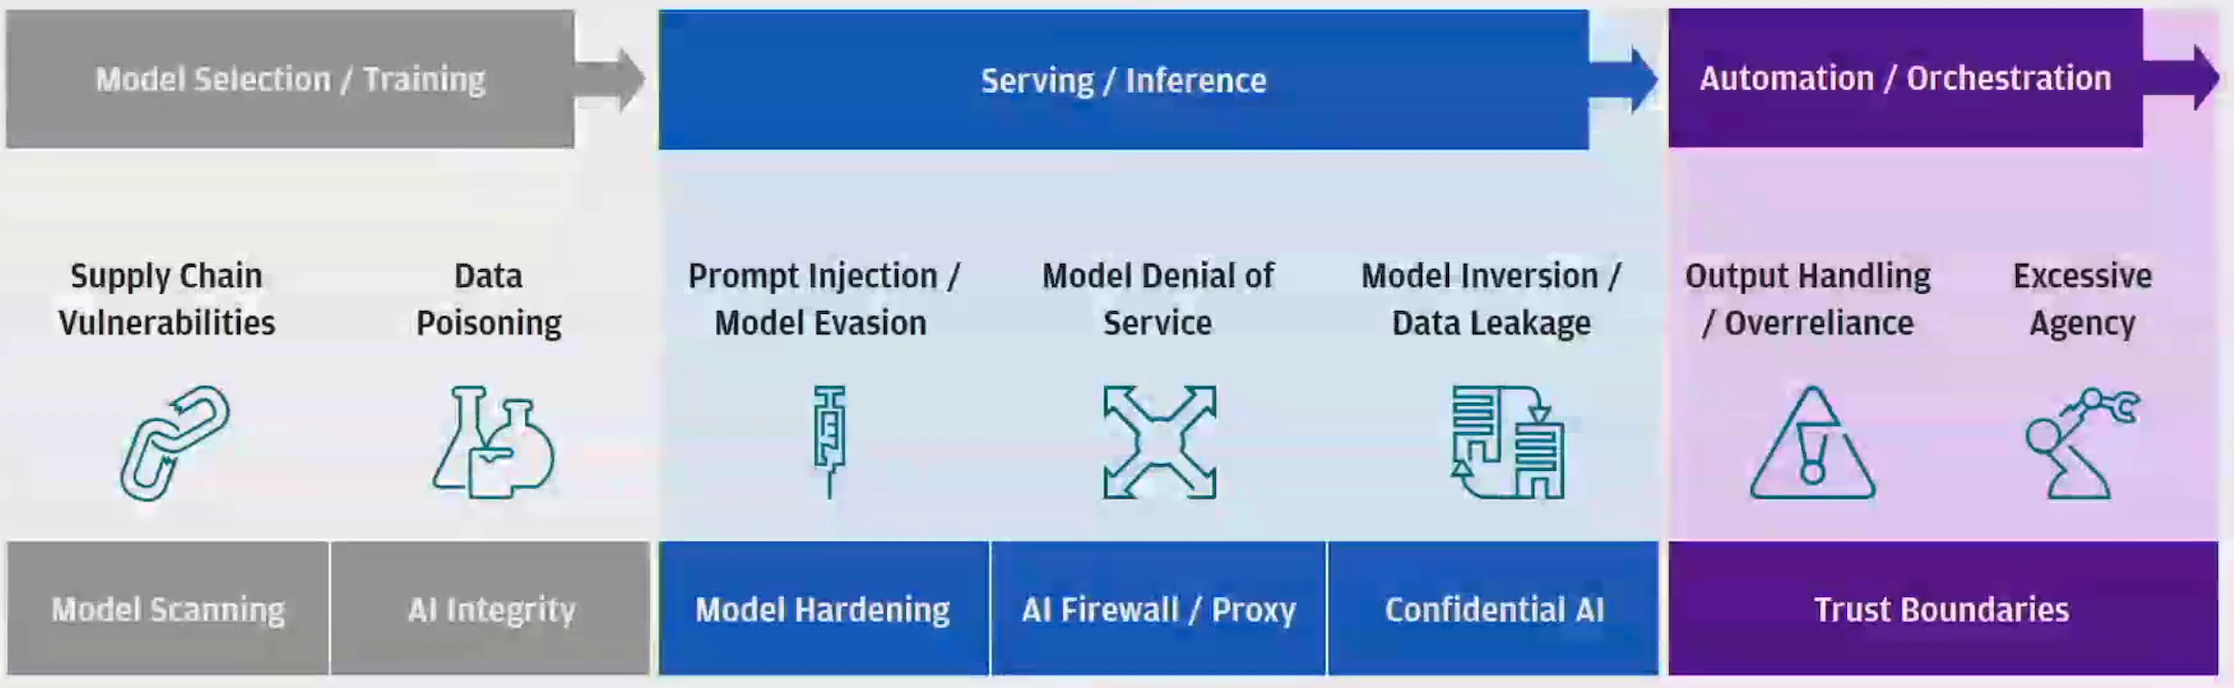 Model Selection / Training
Serving / Inference
Automation / Orchestration
Supply Chain
Vulnerabilities
Data
Poisoning
Prompt Injection /
Model Evasion
Model Denial of
Service
Model Inversion /
Data Leakage
Output Handling
/ Overreliance
Excessive
Agency
Model Scanning
AI Integrity
Model Hardening
AI Firewall / Proxy
Confidential AI
Trust Boundaries